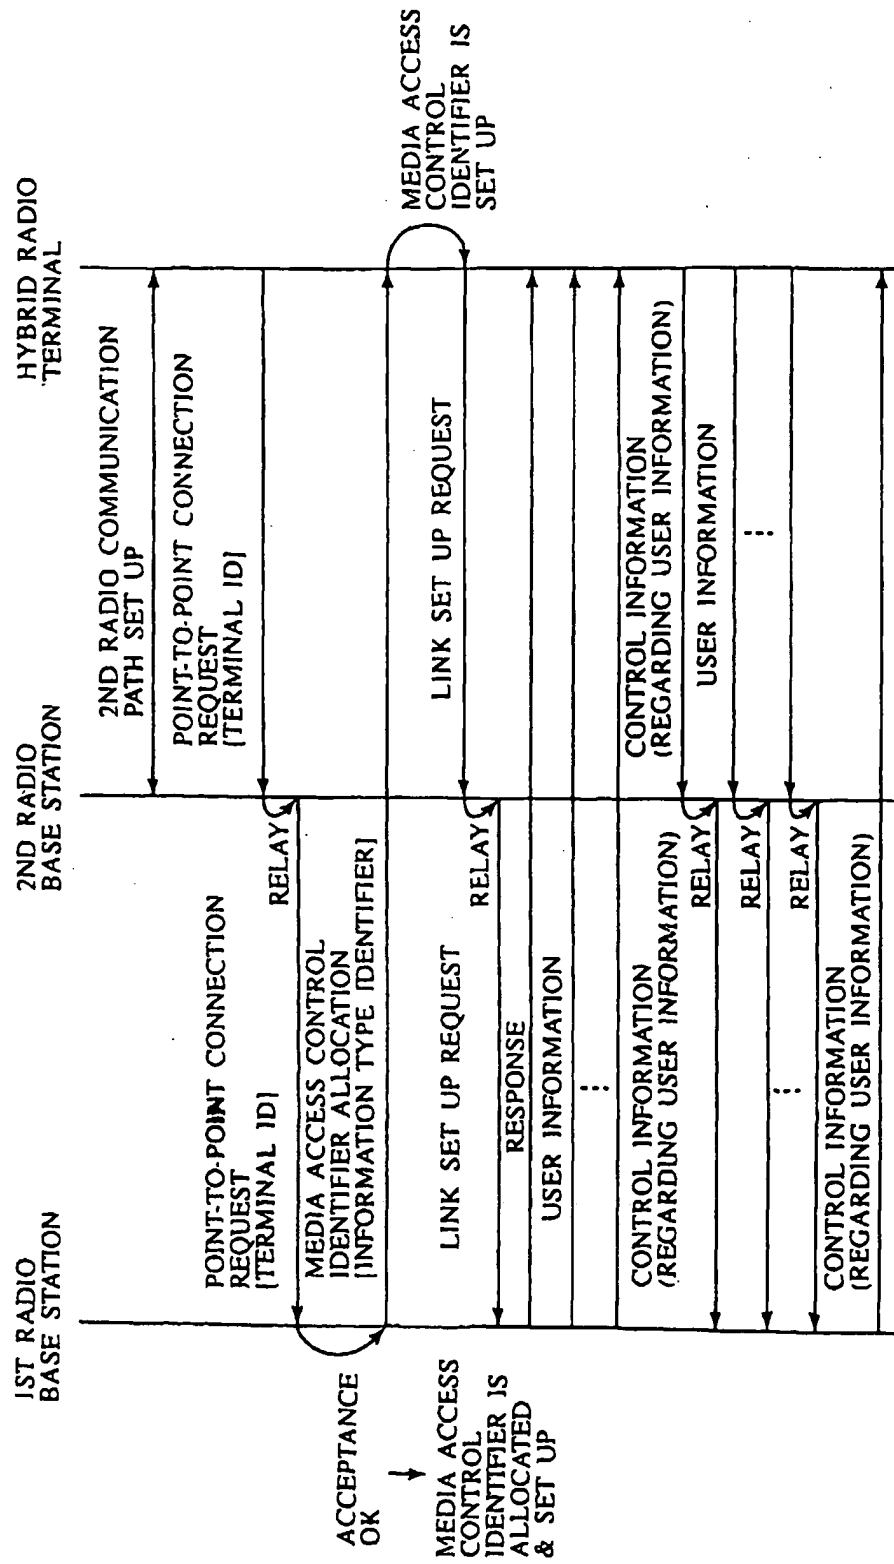 1ST RADIO
BASE STATION
2ND RADIO
BASE STATION
HYBRID RADIO
TERMINAL
2ND RADIO COMMUNICATION
PATH SET UP
POINT-TO-POINT CONNECTION
REQUEST
[TERMINAL ID]
RELAY
POINT-TO-POINT CONNECTION
REQUEST
[TERMINAL ID]
ACCEPTANCE
OK
MEDIA ACCESS
CONTROL
IDENTIFIER IS
ALLOCATED
& SET UP
MEDIA ACCESS CONTROL
IDENTIFIER ALLOCATION
[INFORMATION TYPE IDENTIFIER]
MEDIA ACCESS
CONTROL
IDENTIFIER IS
SET UP
LINK SET UP REQUEST
RELAY
LINK SET UP REQUEST
RESPONSE
USER INFORMATION
CONTROL INFORMATION
(REGARDING USER INFORMATION)
CONTROL INFORMATION
(REGARDING USER INFORMATION)
RELAY
USER INFORMATION
RELAY
RELAY
CONTROL INFORMATION
(REGARDING USER INFORMATION)